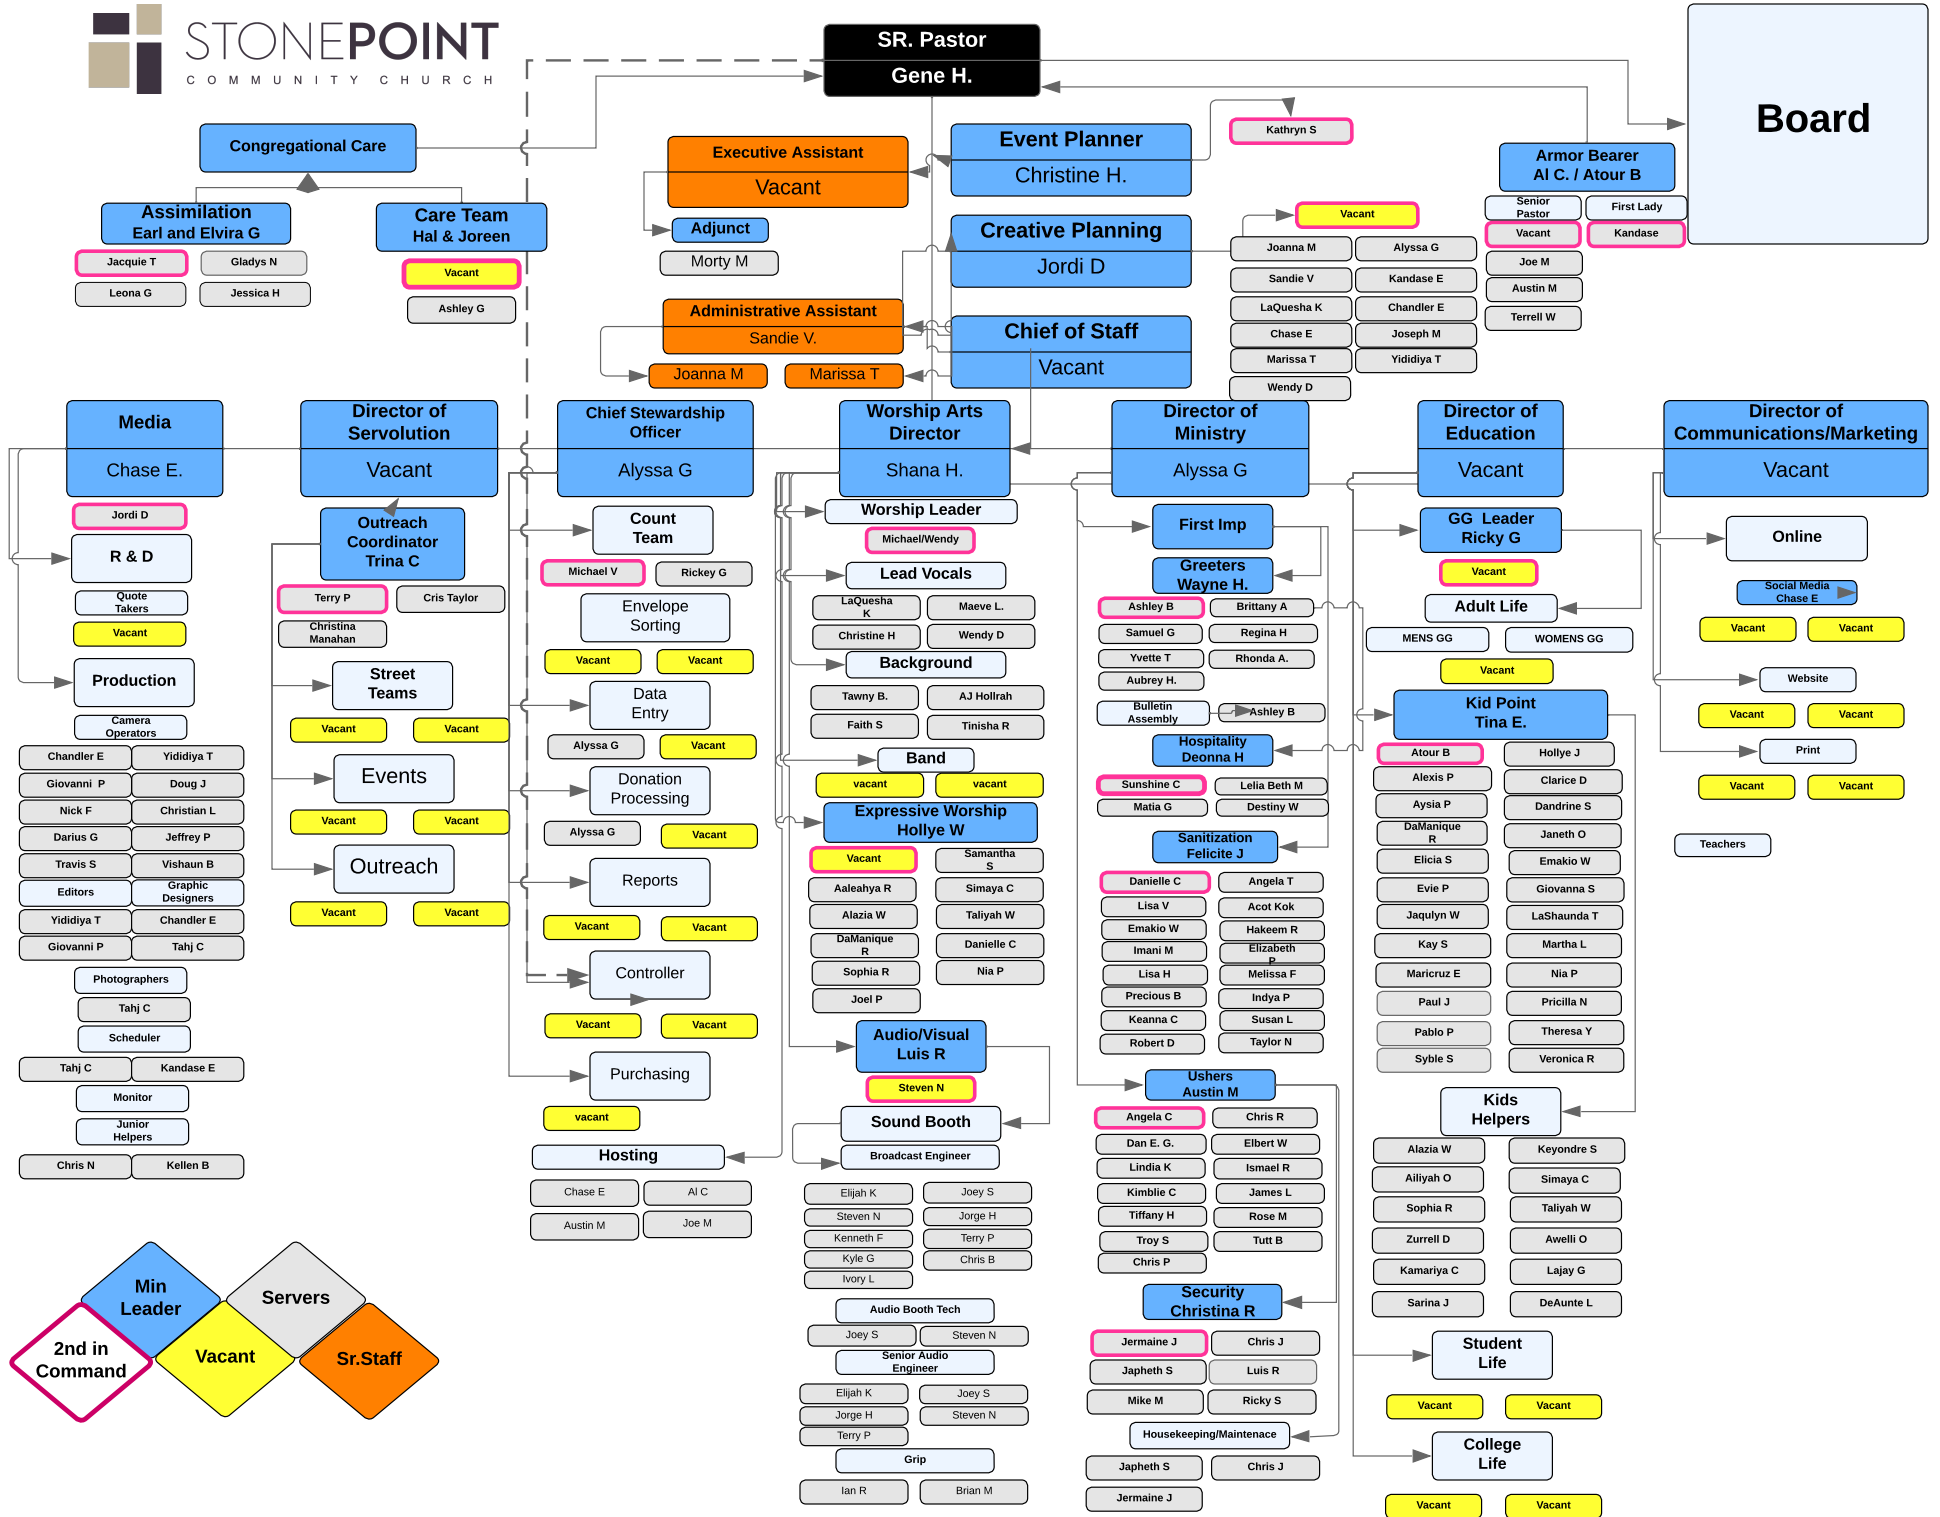 STONEPOINT
COMMUNITY CHURCH
SR. Pastor
Gene H.
Board
Congregational Care
Assimilation
Earl and Elvira G
Jacquie T
Gladys N
Leona G
Jessica H
Care Team
Hal & Joreen
Vacant
Ashley G
Executive Assistant
Vacant
Adjunct
Morty M
Administrative Assistant
Sandie V.
Joanna M
Marissa T
Event Planner
Christine H.
Kathryn S
Creative Planning
Jordi D
Vacant
Joanna M
Alyssa G
Sandie V
Kandase E
LaQuesha K
Chandler E
Chase E
Joseph M
Marissa T
Yididiya T
Wendy D
Chief of Staff
Vacant
Armor Bearer
Al C. / Atour B
Senior
Pastor
First Lady
Vacant
Kandase
Joe M
Austin M
Terrell W
Media
Chase E.
Jordi D
R & D
Quote
Takers
Vacant
Production
Camera
Operators
Chandler E
Yididiya T
Giovanni P
Doug J
Nick F
Christian L
Darius G
Jeffrey P
Travis S
Vishaun B
Editors
Graphic
Designers
Yididiya T
Chandler E
Giovanni P
Tahj C
Photographers
Tahj C
Scheduler
Tahj C
Kandase E
Monitor
Junior
Helpers
Chris N
Kellen B
Director of
Servolution
Vacant
Outreach
Coordinator
Trina C
Terry P
Cris Taylor
Christina
Manahan
Street
Teams
Vacant
Vacant
Events
Vacant
Vacant
Outreach
Vacant
Vacant
Chief Stewardship
Officer
Alyssa G
Count
Team
Michael V
Rickey G
Envelope
Sorting
Vacant
Vacant
Data
Entry
Alyssa G
Vacant
Donation
Processing
Alyssa G
Vacant
Reports
Vacant
Vacant
Controller
Vacant
Vacant
Purchasing
vacant
Hosting
Chase E
Al C
Austin M
Joe M
Worship Arts
Director
Shana H.
Worship Leader
Michael/Wendy
Lead Vocals
LaQuesha
K
Maeve L.
Christine H
Wendy D
Background
Tawny B.
AJ Hollrah
Faith S
Tinisha R
Band
vacant
vacant
Expressive Worship
Hollye W
Vacant
Samantha
S
Aaleahya R
Simaya C
Alazia W
Taliyah W
DaManique
R
Danielle C
Sophia R
Nia P
Joel P
Audio/Visual
Luis R
Steven N
Sound Booth
Broadcast Engineer
Elijah K
Joey S
Steven N
Jorge H
Kenneth F
Terry P
Kyle G
Chris B
Ivory L
Audio Booth Tech
Joey S
Steven N
Senior Audio
Engineer
Elijah K
Joey S
Jorge H
Steven N
Terry P
Grip
Ian R
Brian M
Director of
Ministry
Alyssa G
First Imp
Greeters
Wayne H.
Ashley B
Brittany A
Samuel G
Regina H
Yvette T
Rhonda A.
Aubrey H.
Bulletin
Assembly
Ashley B
Hospitality
Deonna H
Sunshine C
Lelia Beth M
Matia G
Destiny W
Sanitization
Felicite J
Danielle C
Angela T
Lisa V
Acot Kok
Emakio W
Hakeem R
Imani M
Elizabeth
P
Lisa H
Melissa F
Precious B
Indya P
Keanna C
Susan L
Robert D
Taylor N
Ushers
Austin M
Angela C
Chris R
Dan E. G.
Elbert W
Lindia K
Ismael R
Kimblie C
James L
Tiffany H
Rose M
Troy S
Tutt B
Chris P
Security
Christina R
Jermaine J
Chris J
Japheth S
Luis R
Mike M
Ricky S
Housekeeping/Maintenace
Japheth S
Chris J
Jermaine J
Director of
Education
Vacant
GG Leader
Ricky G
Vacant
Adult Life
MENS GG
WOMENS GG
Vacant
Kid Point
Tina E.
Atour B
Hollye J
Alexis P
Clarice D
Aysia P
Dandrine S
DaManique
R
Janeth O
Elicia S
Emakio W
Evie P
Giovanna S
Jaqulyn W
LaShaunda T
Kay S
Martha L
Maricruz E
Nia P
Paul J
Pricilla N
Pablo P
Theresa Y
Syble S
Veronica R
Kids
Helpers
Alazia W
Keyondre S
Ailiyah O
Simaya C
Sophia R
Taliyah W
Zurrell D
Awelli O
Kamariya C
Lajay G
Sarina J
DeAunte L
Student
Life
Vacant
Vacant
College
Life
Vacant
Vacant
Director of
Communications/Marketing
Vacant
Online
Social Media
Chase E
Vacant
Vacant
Website
Vacant
Vacant
Print
Vacant
Vacant
Teachers
Min
Leader
Servers
2nd in
Command
Vacant
Sr.Staff